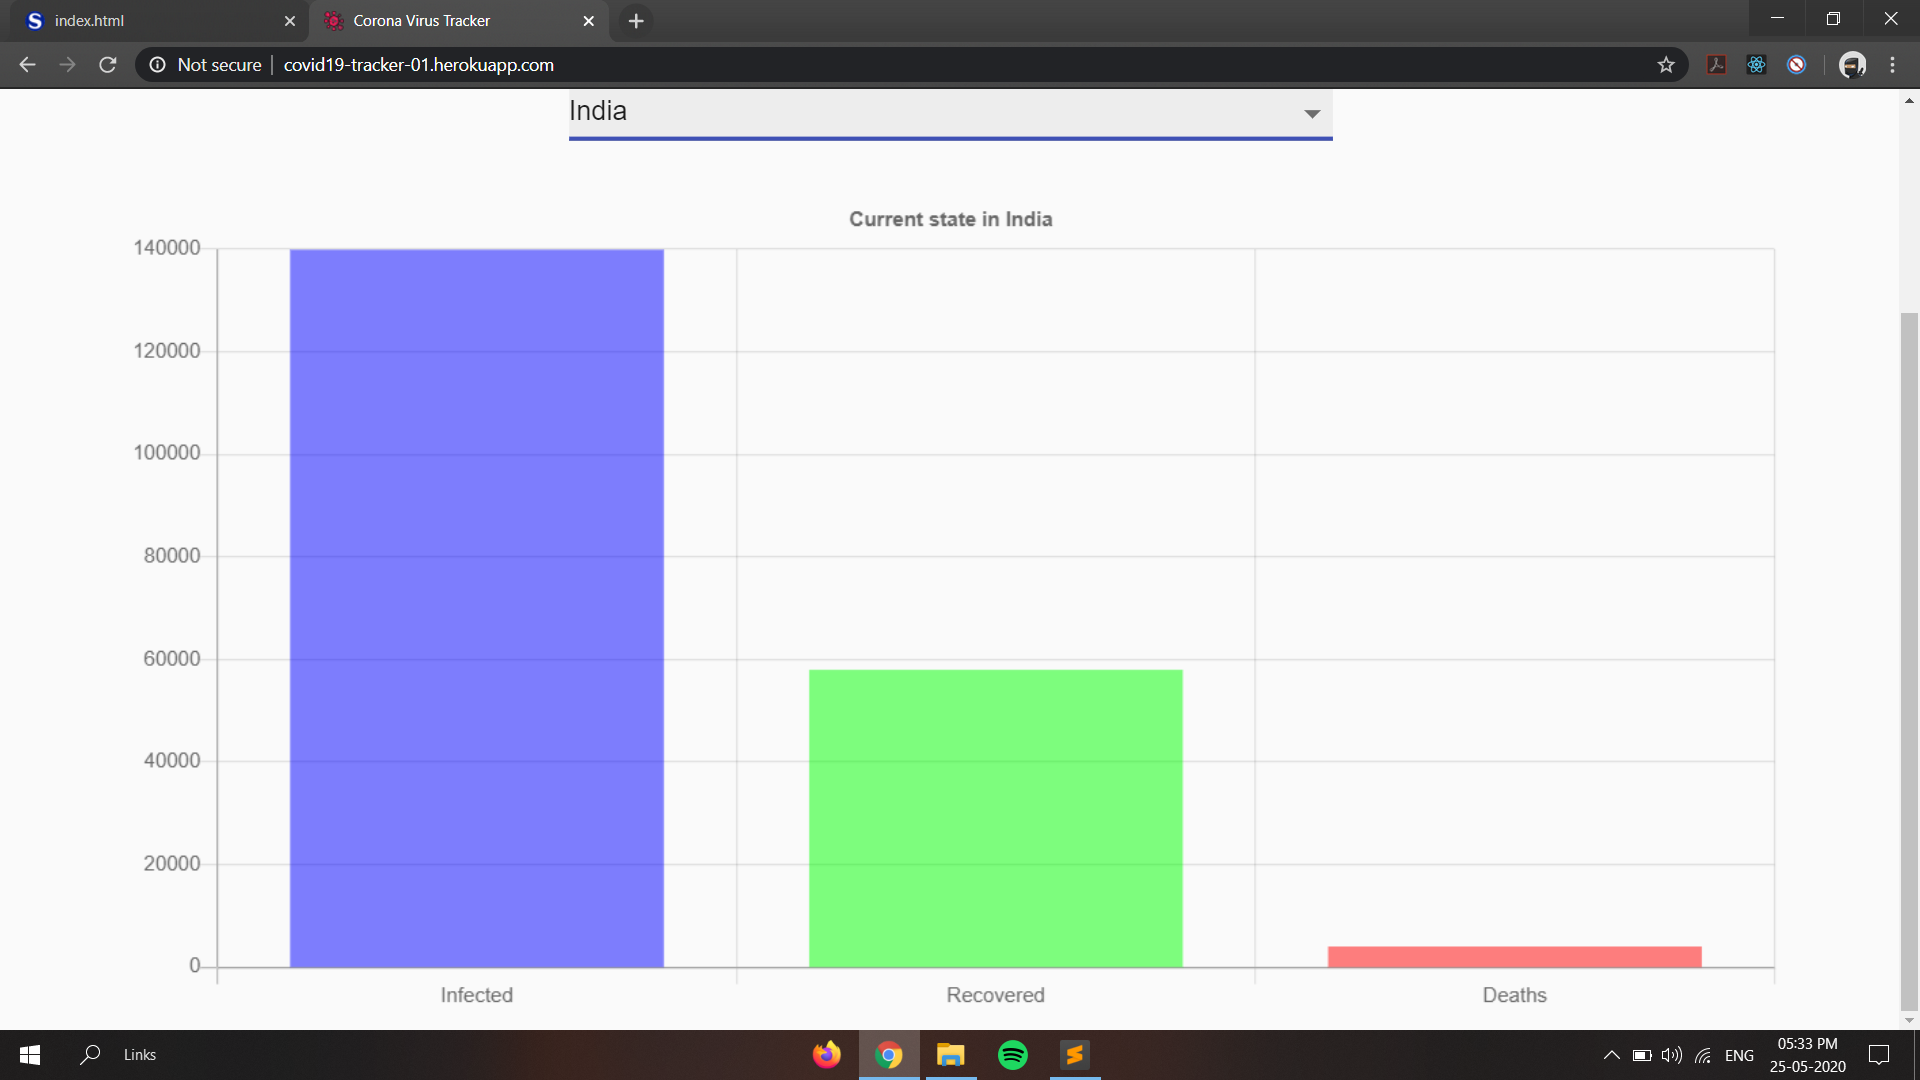 index.html
Corona Virus Tracker
Not secure
covid19-tracker-01.herokuapp.com
India
Current state in India
140000
120000
100000
80000
60000
40000
20000
0
Infected
Recovered
Deaths
Links
ENG
05:33 PM
25-05-2020